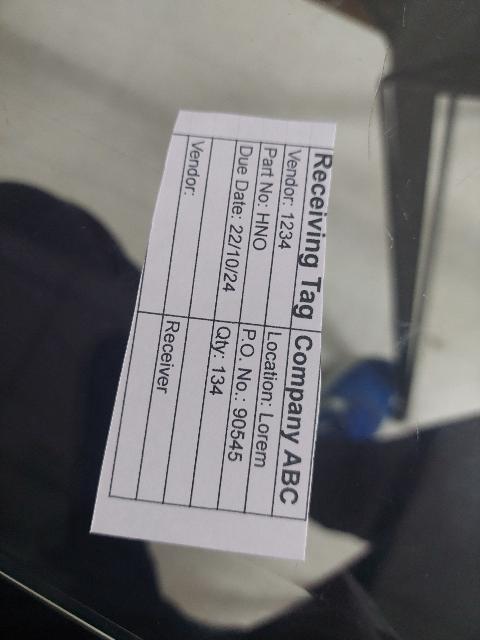 Receiving Tag Company ABC
Vendor: 1234 Location: Lorem
Part No: HNO P.O. No.: 90545
Due Date: 22/10/24 Qty: 134
Vendor: Receiver